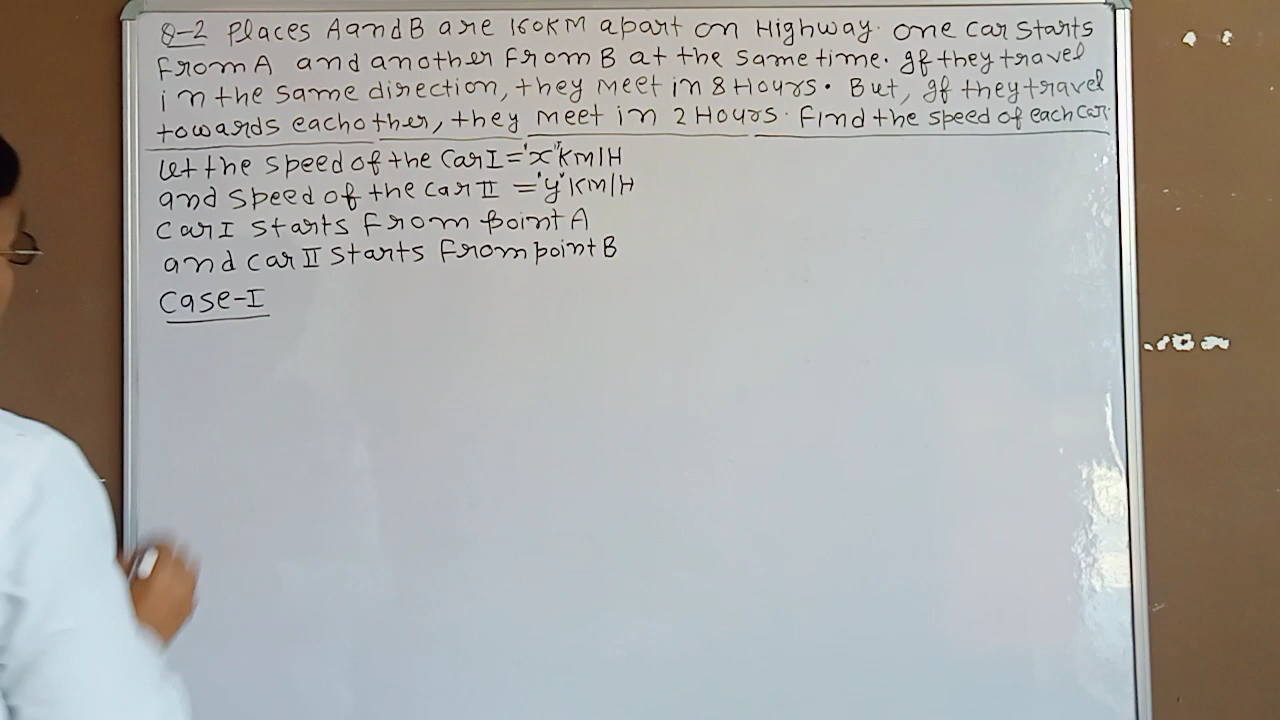 Q-2 Places A and B are 160KM apart on Highway. One car starts
From A and another From B at the same time. If they travel
in the same direction, they meet in 8 Hours. But, If they travel
towards each other, they meet in 2 Hours. Find the speed of each car.
Let the speed of the car I = 'x' KM/H
and speed of the car II = 'y' KM/H
Car I starts From point A
and car II starts From point B
Case-I